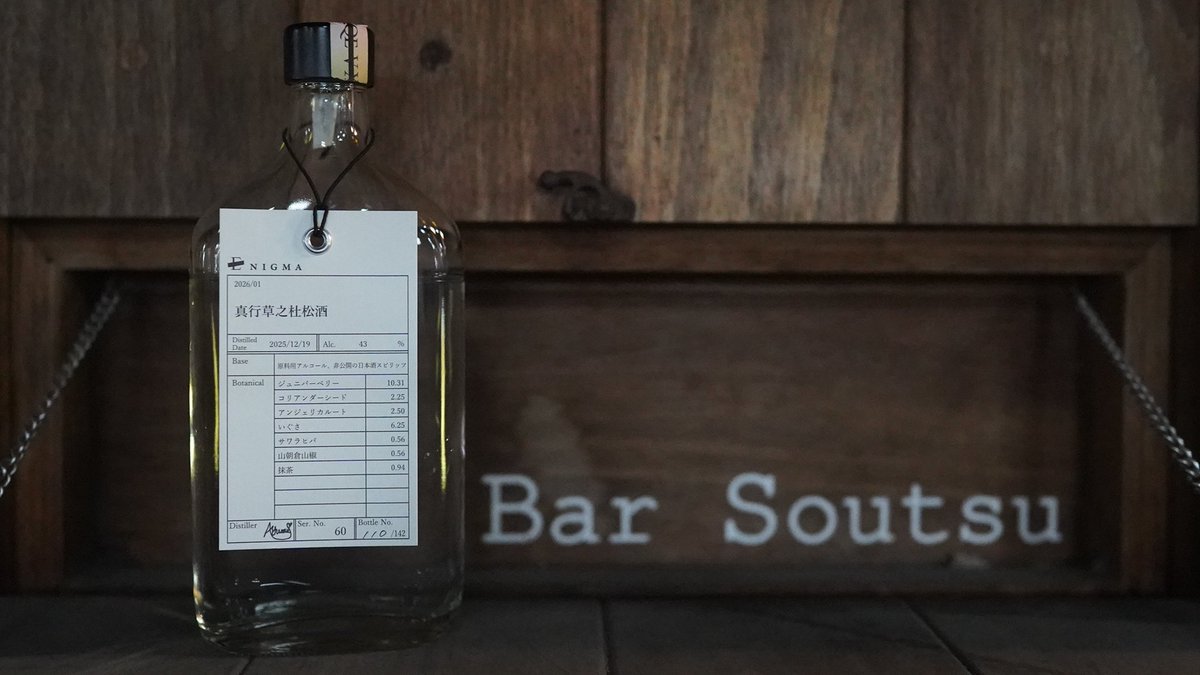 ENIGMA
2026/01
真行草之杜松酒
Distilled Date 2025/12/19 Alc. 43 %
Base 原料用アルコール、非公開の日本酒スピリッツ
Botanical ジュニパーベリー 10.31
コリアンダーシード 2.25
アンジェリカルート 2.50
いぐさ 6.25
サワラヒバ 0.56
山朝倉山椒 0.56
抹茶 0.94
Distiller Ser. No. 60 Bottle No. 110 /142
Bar Soutsu